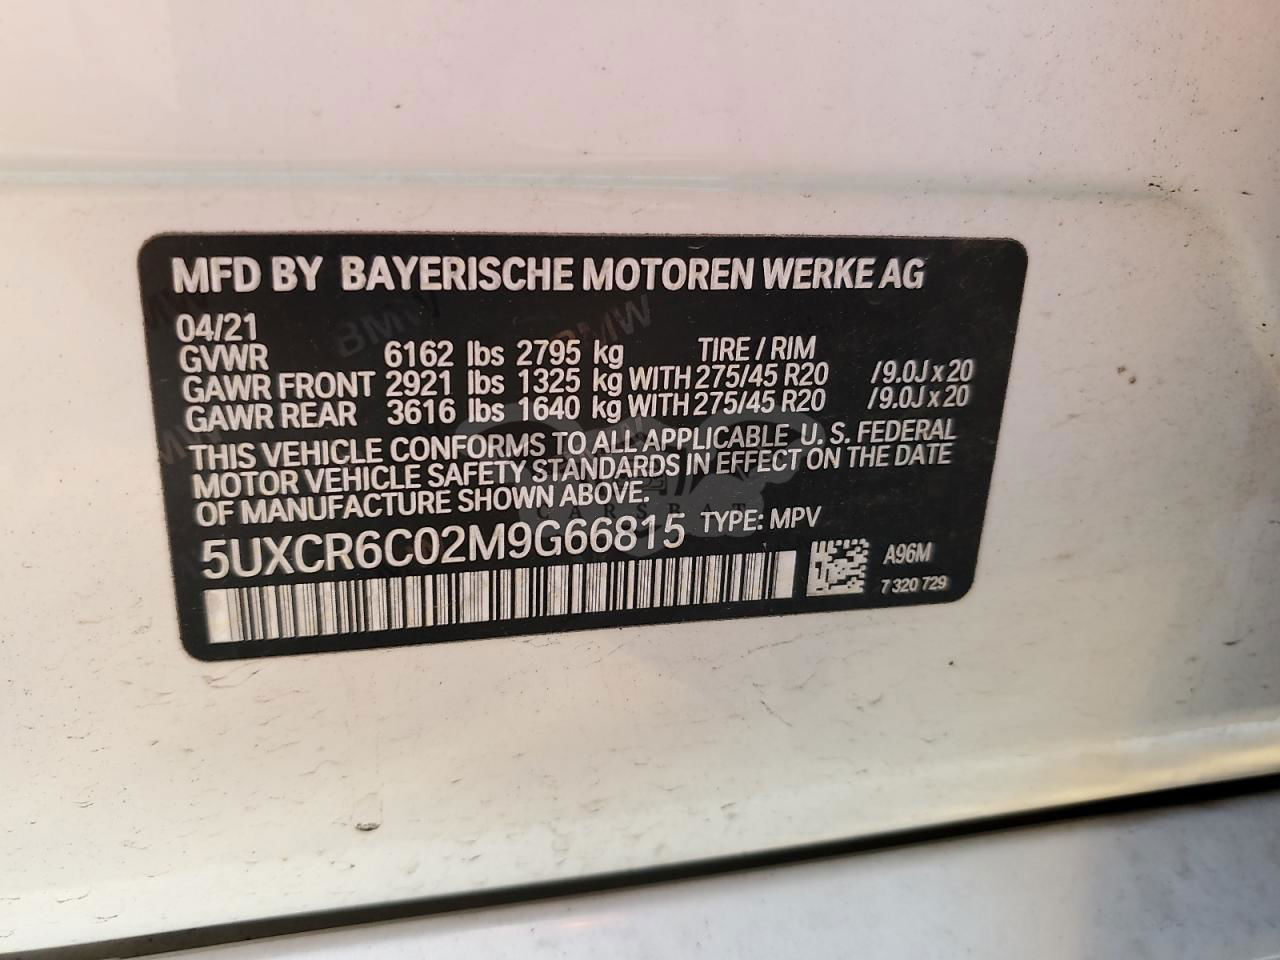 MFD BY BAYERISCHE MOTOREN WERKE AG
04/21
GVWR 6162 lbs 2795 kg TIRE / RIM
GAWR FRONT 2921 lbs 1325 kg WITH 275/45 R20 /9.0J x 20
GAWR REAR 3616 lbs 1640 kg WITH 275/45 R20 /9.0J x 20
THIS VEHICLE CONFORMS TO ALL APPLICABLE U. S. FEDERAL
MOTOR VEHICLE SAFETY STANDARDS IN EFFECT ON THE DATE
OF MANUFACTURE SHOWN ABOVE.
CARSBAT
5UXCR6C02M9G66815 TYPE: MPV
A96M
7 320 729
BMW